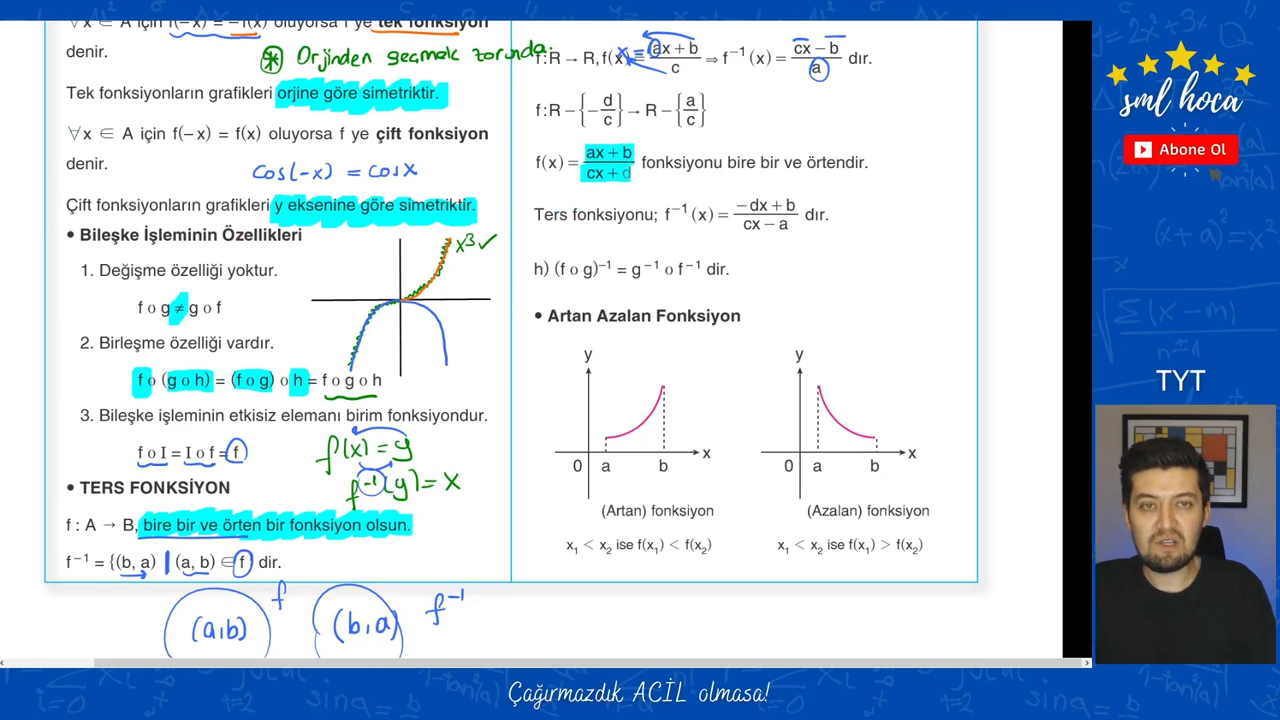 ∀x ∈ A için f(−x) = −f(x) oluyorsa f ye tek fonksiyon
denir.
* Orjinden geçmek zorunda.
Tek fonksiyonların grafikleri orjine göre simetriktir.
∀x ∈ A için f(−x) = f(x) oluyorsa f ye çift fonksiyon
denir.
cos(-x) = cosx
Çift fonksiyonların grafikleri y eksenine göre simetriktir.
• Bileşke İşleminin Özellikleri
x³ ✓
1. Değişme özelliği yoktur.
f o g ≠ g o f
2. Birleşme özelliği vardır.
f o (g o h) = (f o g) o h = f o g o h
3. Bileşke işleminin etkisiz elemanı birim fonksiyondur.
f o I = I o f = f
f(x) = y
f⁻¹(y) = x
• TERS FONKSİYON
f : A → B, bire bir ve örten bir fonksiyon olsun.
f⁻¹ = {(b, a) | (a, b) ∈ f} dir.
(a,b) f (b,a) f⁻¹
f:R → R, f(x) = (ax + b)/c ⇒ f⁻¹(x) = (cx − b)/a dır.
x
f:R − {−d/c} → R − {a/c}
f(x) = (ax + b)/(cx + d) fonksiyonu bire bir ve örtendir.
Ters fonksiyonu; f⁻¹(x) = (−dx + b)/(cx − a) dır.
h) (f o g)⁻¹ = g⁻¹ o f⁻¹ dir.
• Artan Azalan Fonksiyon
y
0 a b x
(Artan) fonksiyon
x₁ < x₂ ise f(x₁) < f(x₂)
y
0 a b x
(Azalan) fonksiyon
x₁ < x₂ ise f(x₁) > f(x₂)
sml hoca
Abone Ol
TYT
Çağırmazdık ACİL olmasa!